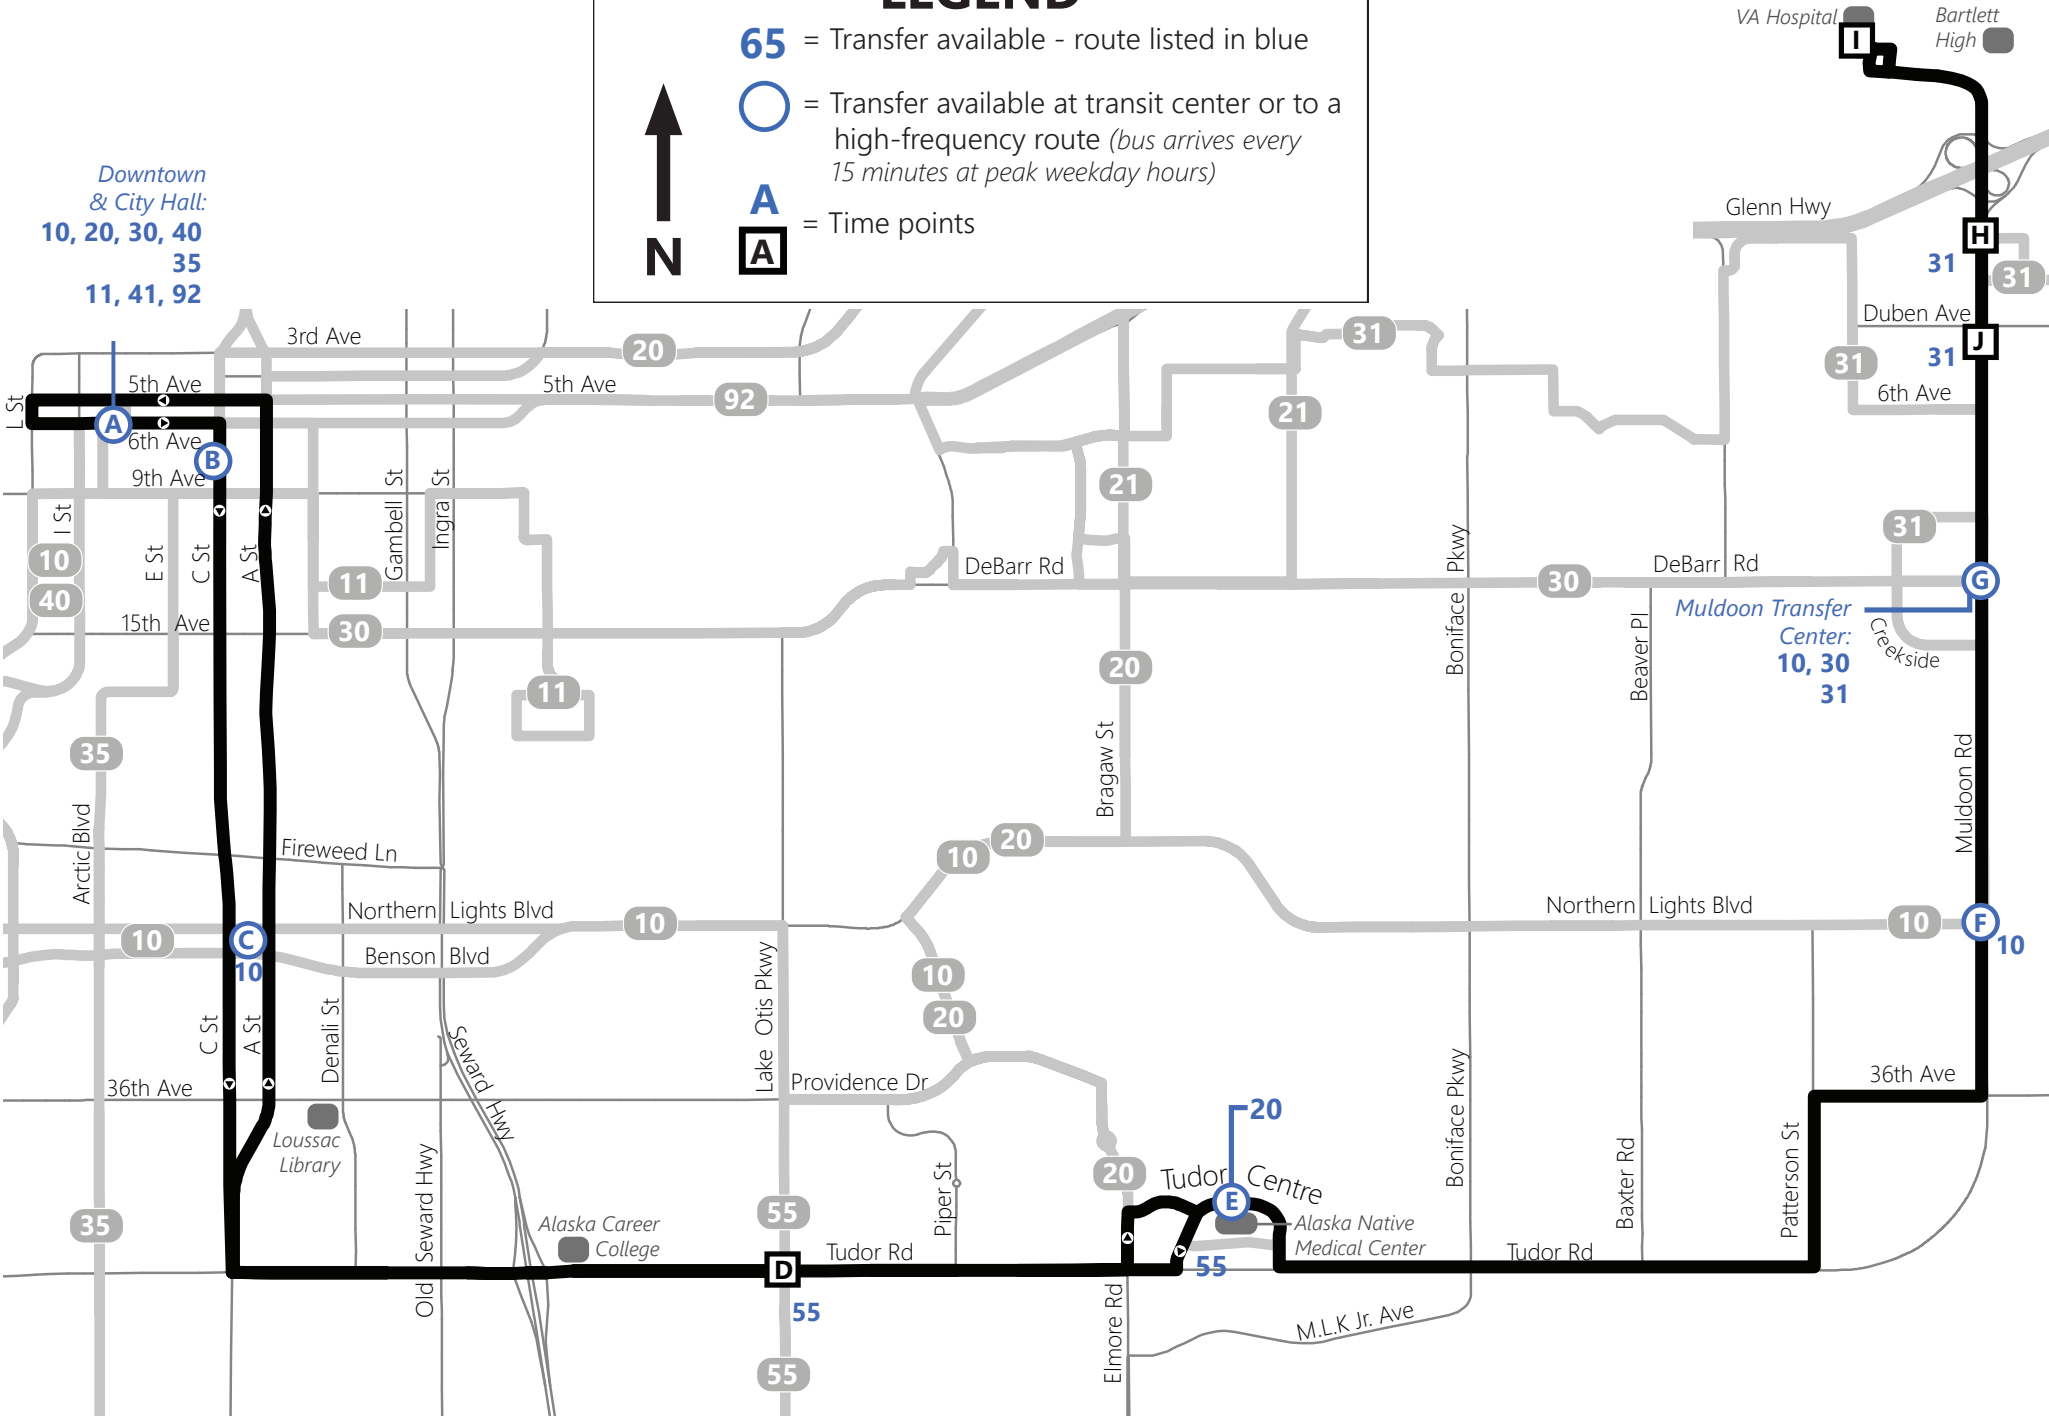 LEGEND
65 = Transfer available - route listed in blue
= Transfer available at transit center or to a
high-frequency route (bus arrives every
15 minutes at peak weekday hours)
A
A = Time points
N
VA Hospital
I
Bartlett
High
Downtown
& City Hall:
10, 20, 30, 40
35
11, 41, 92
Glenn Hwy
H
31
31
Duben Ave
J
31
31
6th Ave
3rd Ave
20
31
5th Ave
5th Ave
92
21
L St
A
6th Ave
B
9th Ave
21
I St
E St
C St
A St
Gambell St
Ingra St
10
40
11
30
15th Ave
11
DeBarr Rd
30
DeBarr Rd
31
G
Muldoon Transfer
Center:
10, 30
31
Creekside
Boniface Pkwy
Beaver Pl
20
Bragaw St
Muldoon Rd
35
Arctic Blvd
Fireweed Ln
10
20
Northern Lights Blvd
10
Northern Lights Blvd
10
F
10
10
C
10
Benson Blvd
Lake Otis Pkwy
10
20
C St
A St
Denali St
Seward Hwy
36th Ave
Providence Dr
36th Ave
Loussac
Library
Old Seward Hwy
Piper St
20
20
Tudor Centre
E
Boniface Pkwy
Baxter Rd
Patterson St
35
Alaska Career
College
55
Tudor Rd
D
55
55
Alaska Native
Medical Center
55
Tudor Rd
Elmore Rd
M.L.K Jr. Ave